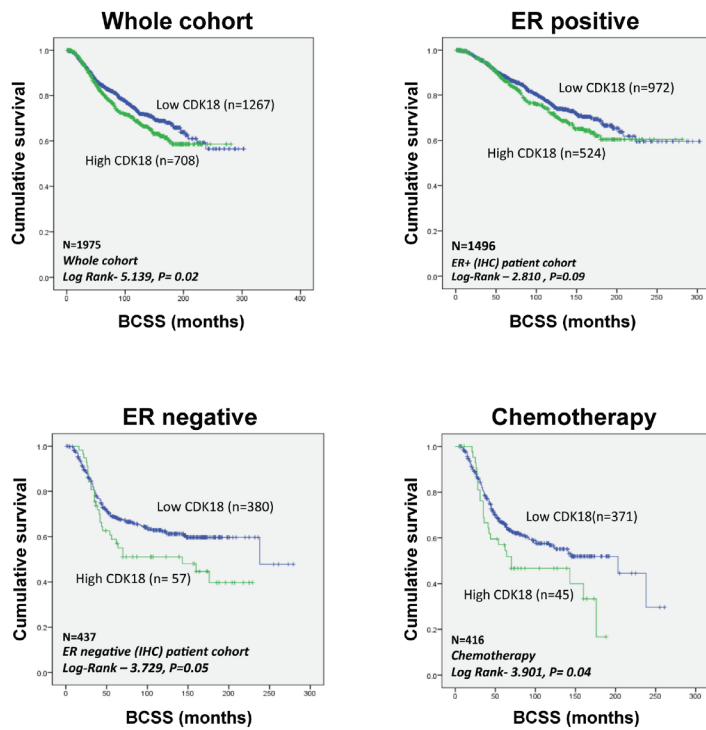 Whole cohort
Cumulative survival
1.0
0.8
0.6
0.4
0.2
0.0
Low CDK18 (n=1267)
High CDK18 (n=708)
N=1975
Whole cohort
Log Rank- 5.139, P= 0.02
0
100
200
300
400
BCSS (months)
ER positive
Cumulative survival
1.0
0.8
0.6
0.4
0.2
0.0
Low CDK18 (n=972)
High CDK18 (n=524)
N=1496
ER+ (IHC) patient cohort
Log-Rank – 2.810 , P=0.09
0
50
100
150
200
250
300
BCSS (months)
ER negative
Cumulative survival
1.0
0.8
0.6
0.4
0.2
0.0
Low CDK18 (n=380)
High CDK18 (n= 57)
N=437
ER negative (IHC) patient cohort
Log-Rank – 3.729, P=0.05
0
50
100
150
200
250
300
BCSS (months)
Chemotherapy
Cumulative survival
1.0
0.8
0.6
0.4
0.2
0.0
Low CDK18(n=371)
High CDK18 (n=45)
N=416
Chemotherapy
Log Rank- 3.901, P= 0.04
0
50
100
150
200
250
300
BCSS (months)